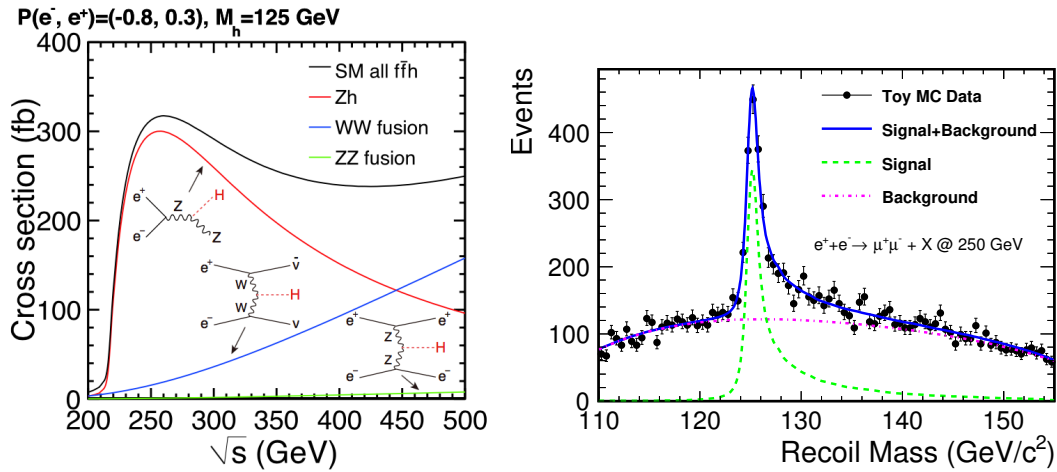 P(e⁻, e⁺)=(-0.8, 0.3), M_h=125 GeV
Cross section (fb)
400
300
200
100
0
SM all ff̄h
Zh
WW fusion
ZZ fusion
e⁺
e⁻
Z
H
Z
e⁺
e⁻
W
W
H
ν̄
ν
e⁺
e⁻
Z
Z
H
e⁺
e⁻
200 250 300 350 400 450 500
√s (GeV)
Events
400
300
200
100
0
Toy MC Data
Signal+Background
Signal
Background
e⁺+e⁻→ μ⁺μ⁻ + X @ 250 GeV
110 120 130 140 150
Recoil Mass (GeV/c²)